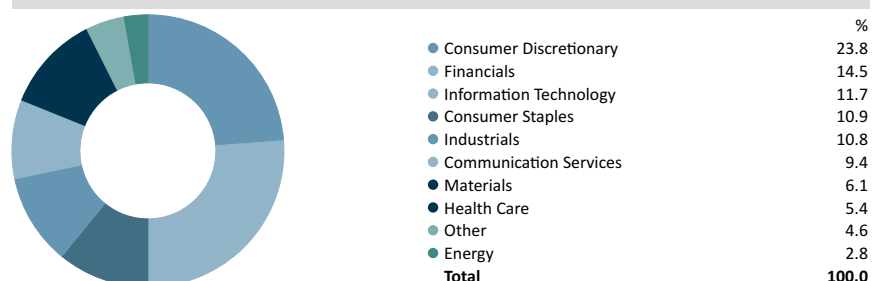 %
Consumer Discretionary 23.8
Financials 14.5
Information Technology 11.7
Consumer Staples 10.9
Industrials 10.8
Communication Services 9.4
Materials 6.1
Health Care 5.4
Other 4.6
Energy 2.8
Total 100.0